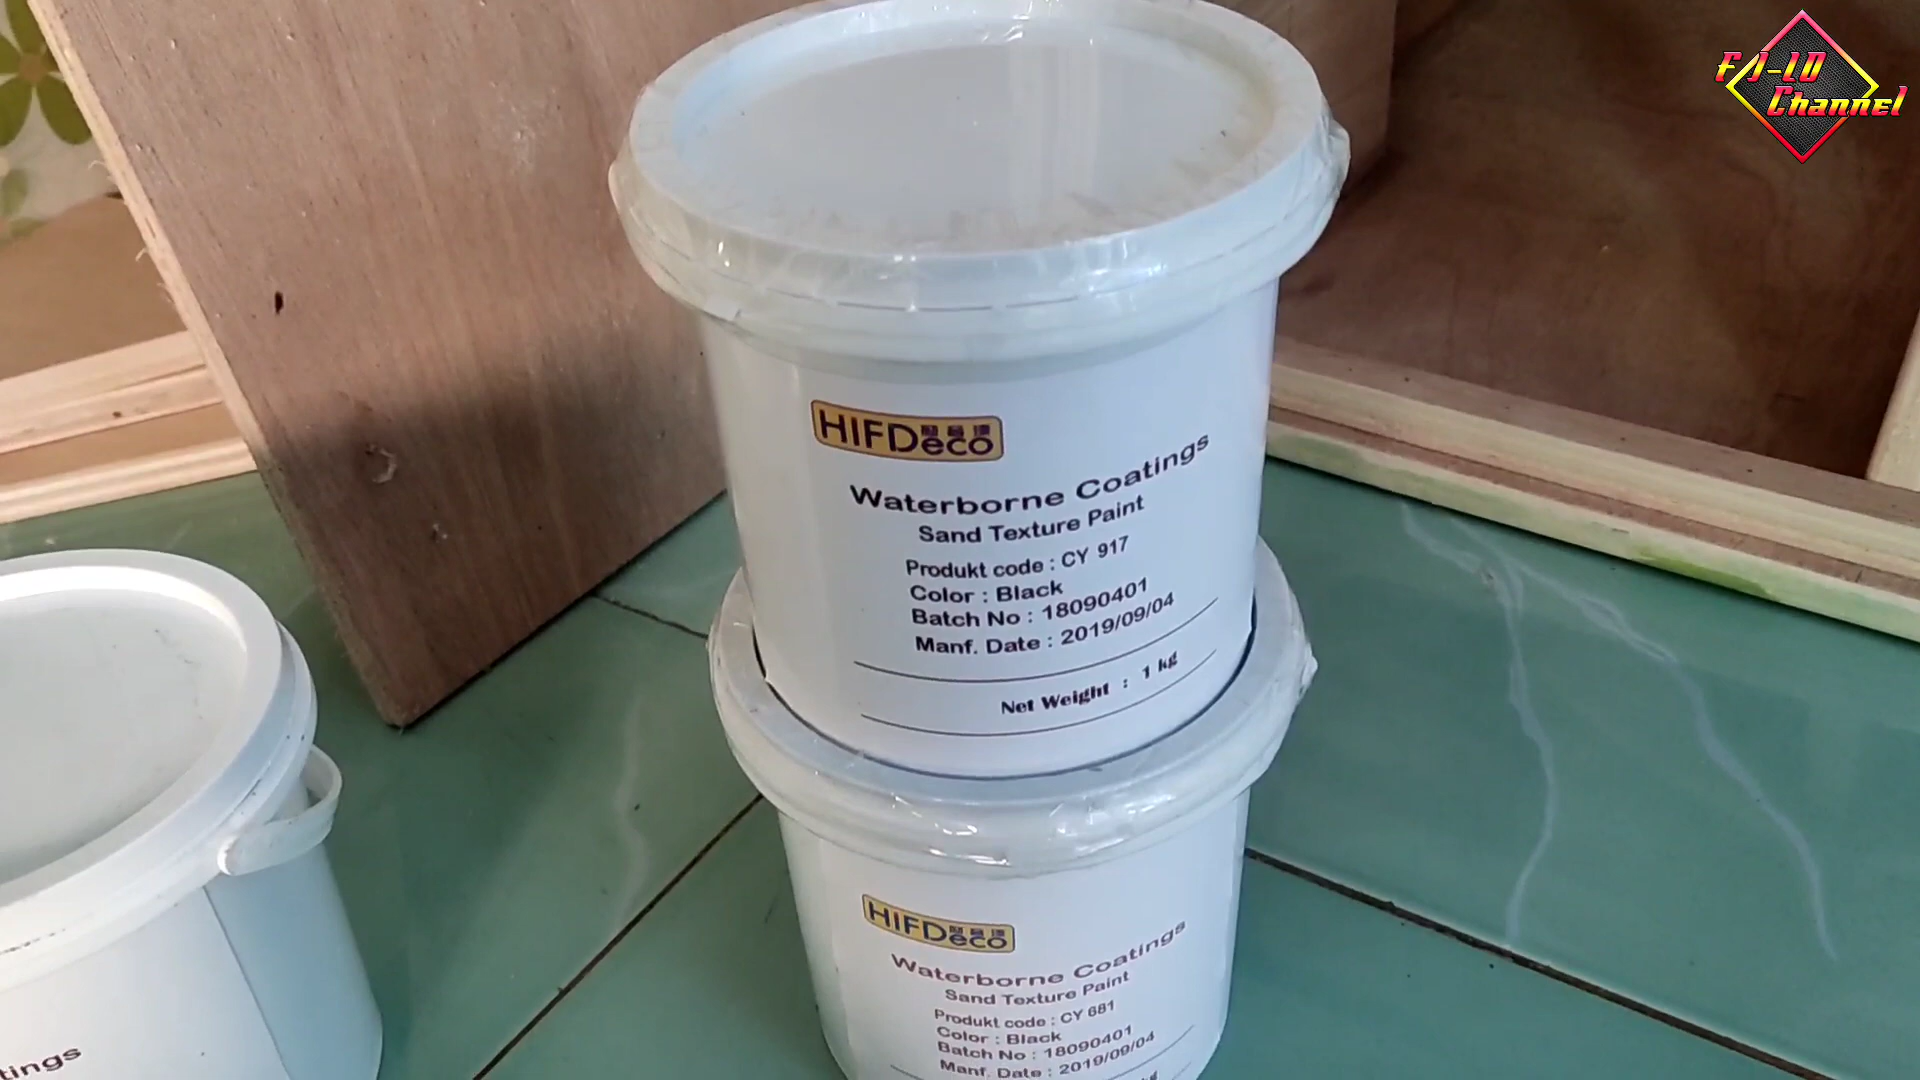 FJ-LO
Channel
HIFDeco
Waterborne Coatings
Sand Texture Paint
Produkt code : CY 917
Color : Black
Batch No : 18090401
Manf. Date : 2019/09/04
Net Weight : 1 kg
HIFDeco
Waterborne Coatings
Sand Texture Paint
Produkt code : CY 681
Color : Black
Batch No : 18090401
Manf. Date : 2019/09/04
tings